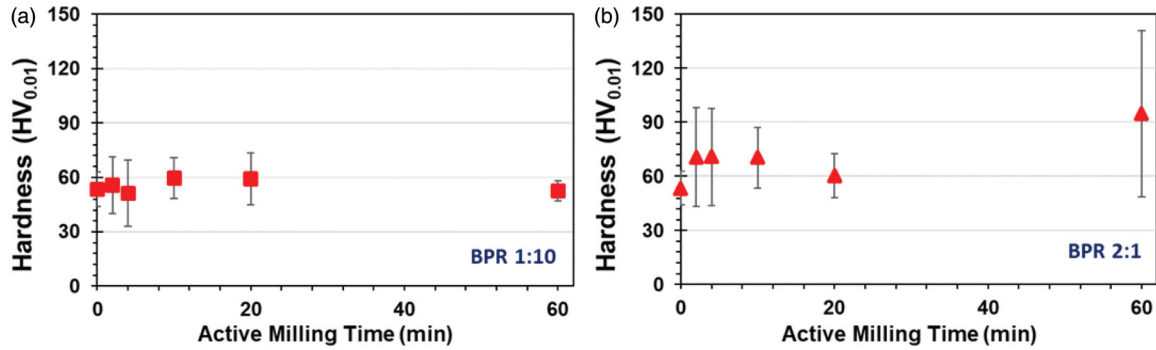 (a)
150
120
90
60
30
0
Hardness (HV0.01)
BPR 1:10
0 20 40 60
Active Milling Time (min)
(b)
150
120
90
60
30
0
Hardness (HV0.01)
BPR 2:1
0 20 40 60
Active Milling Time (min)